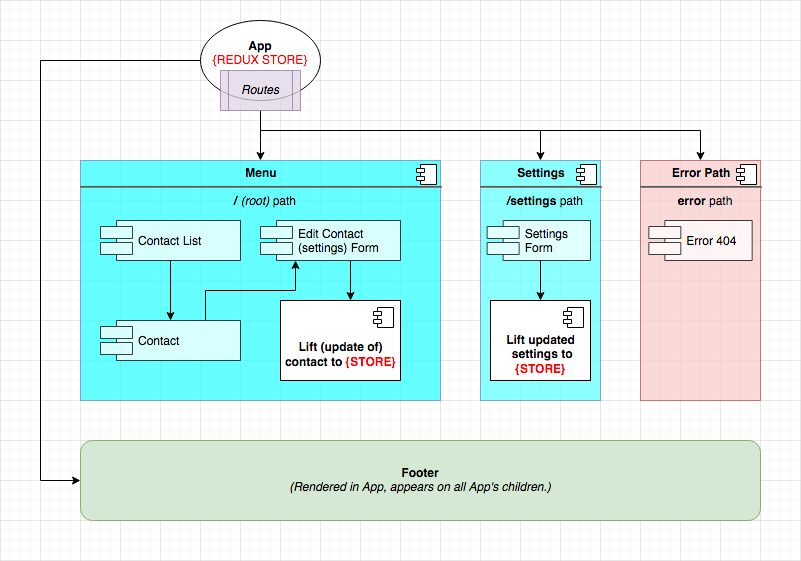 App
{REDUX STORE}
Routes
Menu
/ (root) path
Contact List
Edit Contact
(settings) Form
Contact
Lift (update of)
contact to {STORE}
Settings
/settings path
Settings
Form
Lift updated
settings to
{STORE}
Error Path
error path
Error 404
Footer
(Rendered in App, appears on all App's children.)